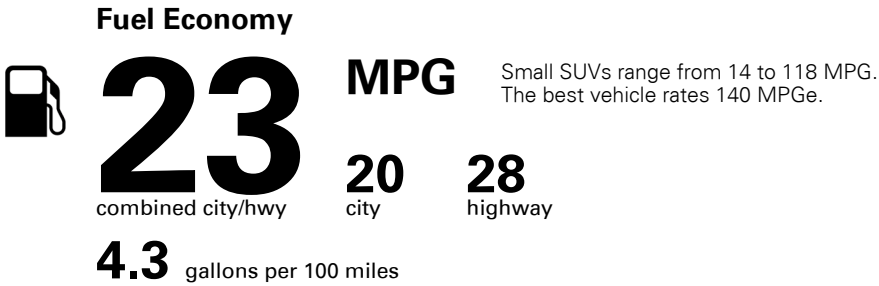 Fuel Economy
23 MPG
Small SUVs range from 14 to 118 MPG.
The best vehicle rates 140 MPGe.
20 28
combined city/hwy city highway
4.3 gallons per 100 miles